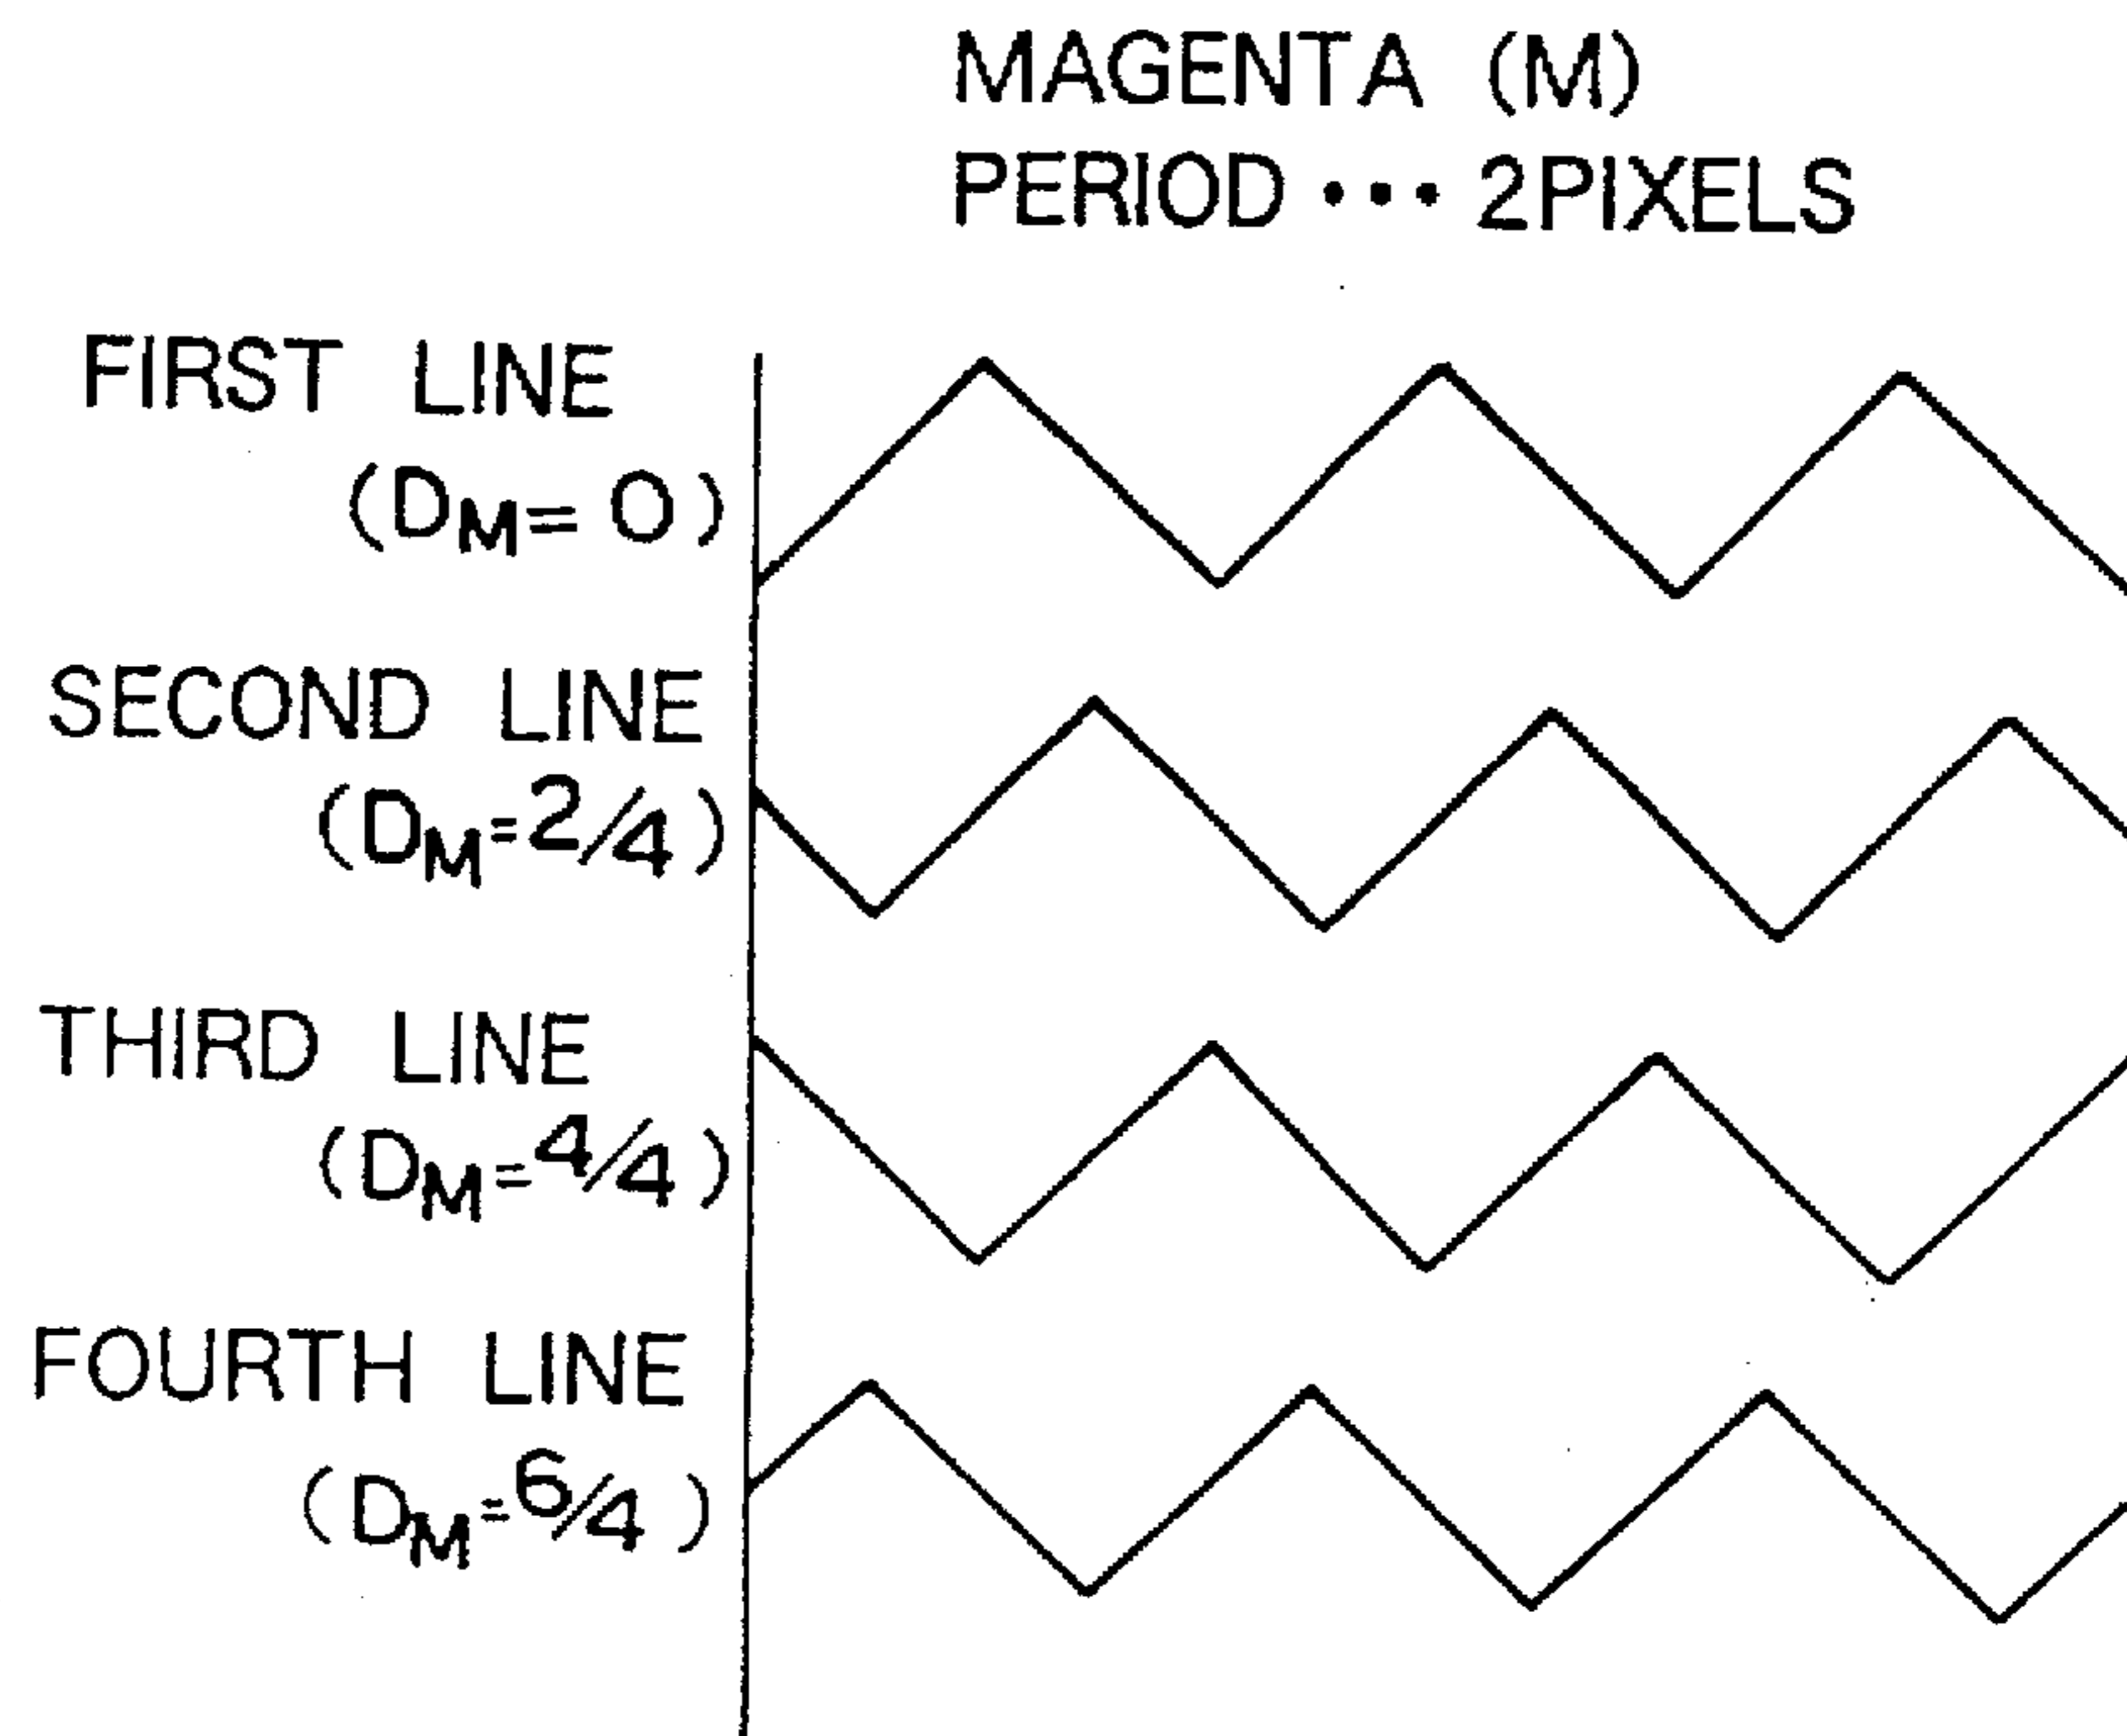 MAGENTA (M)
PERIOD ••• 2PIXELS
FIRST LINE
(DM= 0)
SECOND LINE
(DM=2/4)
THIRD LINE
(DM=4/4)
FOURTH LINE
(DM=6/4)